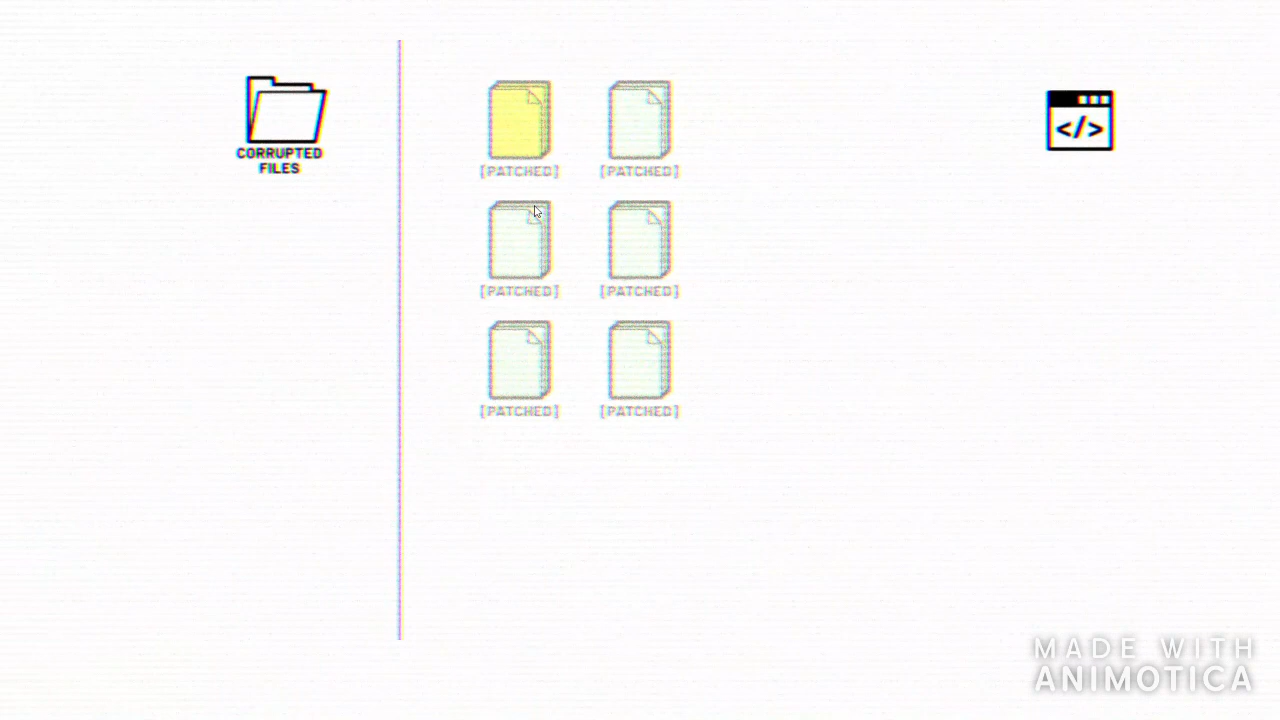 CORRUPTED
FILES
[PATCHED]
[PATCHED]
[PATCHED]
[PATCHED]
[PATCHED]
[PATCHED]
</>
MADE WITH
ANIMOTICA